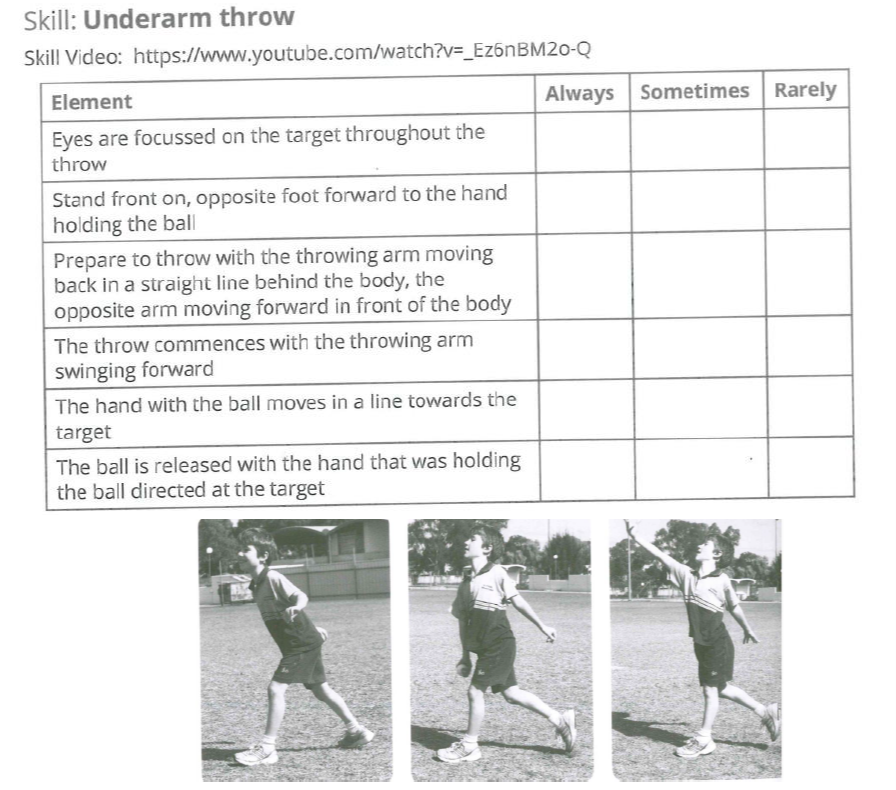 Skill: Underarm throw
Skill Video: https://www.youtube.com/watch?v=_Ez6nBM2o-Q
Element Always Sometimes Rarely
Eyes are focussed on the target throughout the
throw
Stand front on, opposite foot forward to the hand
holding the ball
Prepare to throw with the throwing arm moving
back in a straight line behind the body, the
opposite arm moving forward in front of the body
The throw commences with the throwing arm
swinging forward
The hand with the ball moves in a line towards the
target
The ball is released with the hand that was holding
the ball directed at the target